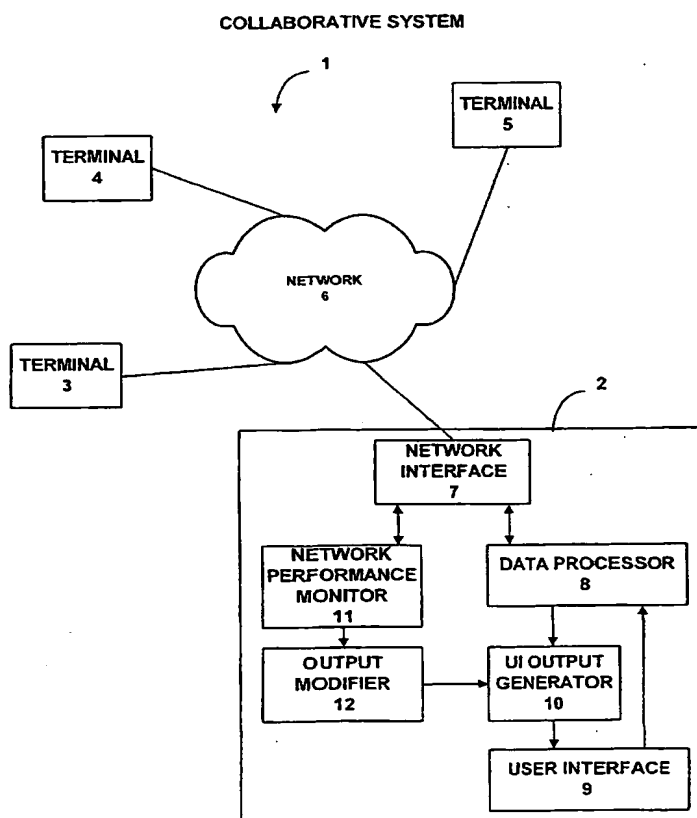 COLLABORATIVE SYSTEM
1
TERMINAL
5
TERMINAL
4
NETWORK
6
TERMINAL
3
2
NETWORK
INTERFACE
7
NETWORK
PERFORMANCE
MONITOR
11
DATA PROCESSOR
8
OUTPUT
MODIFIER
12
UI OUTPUT
GENERATOR
10
USER INTERFACE
9